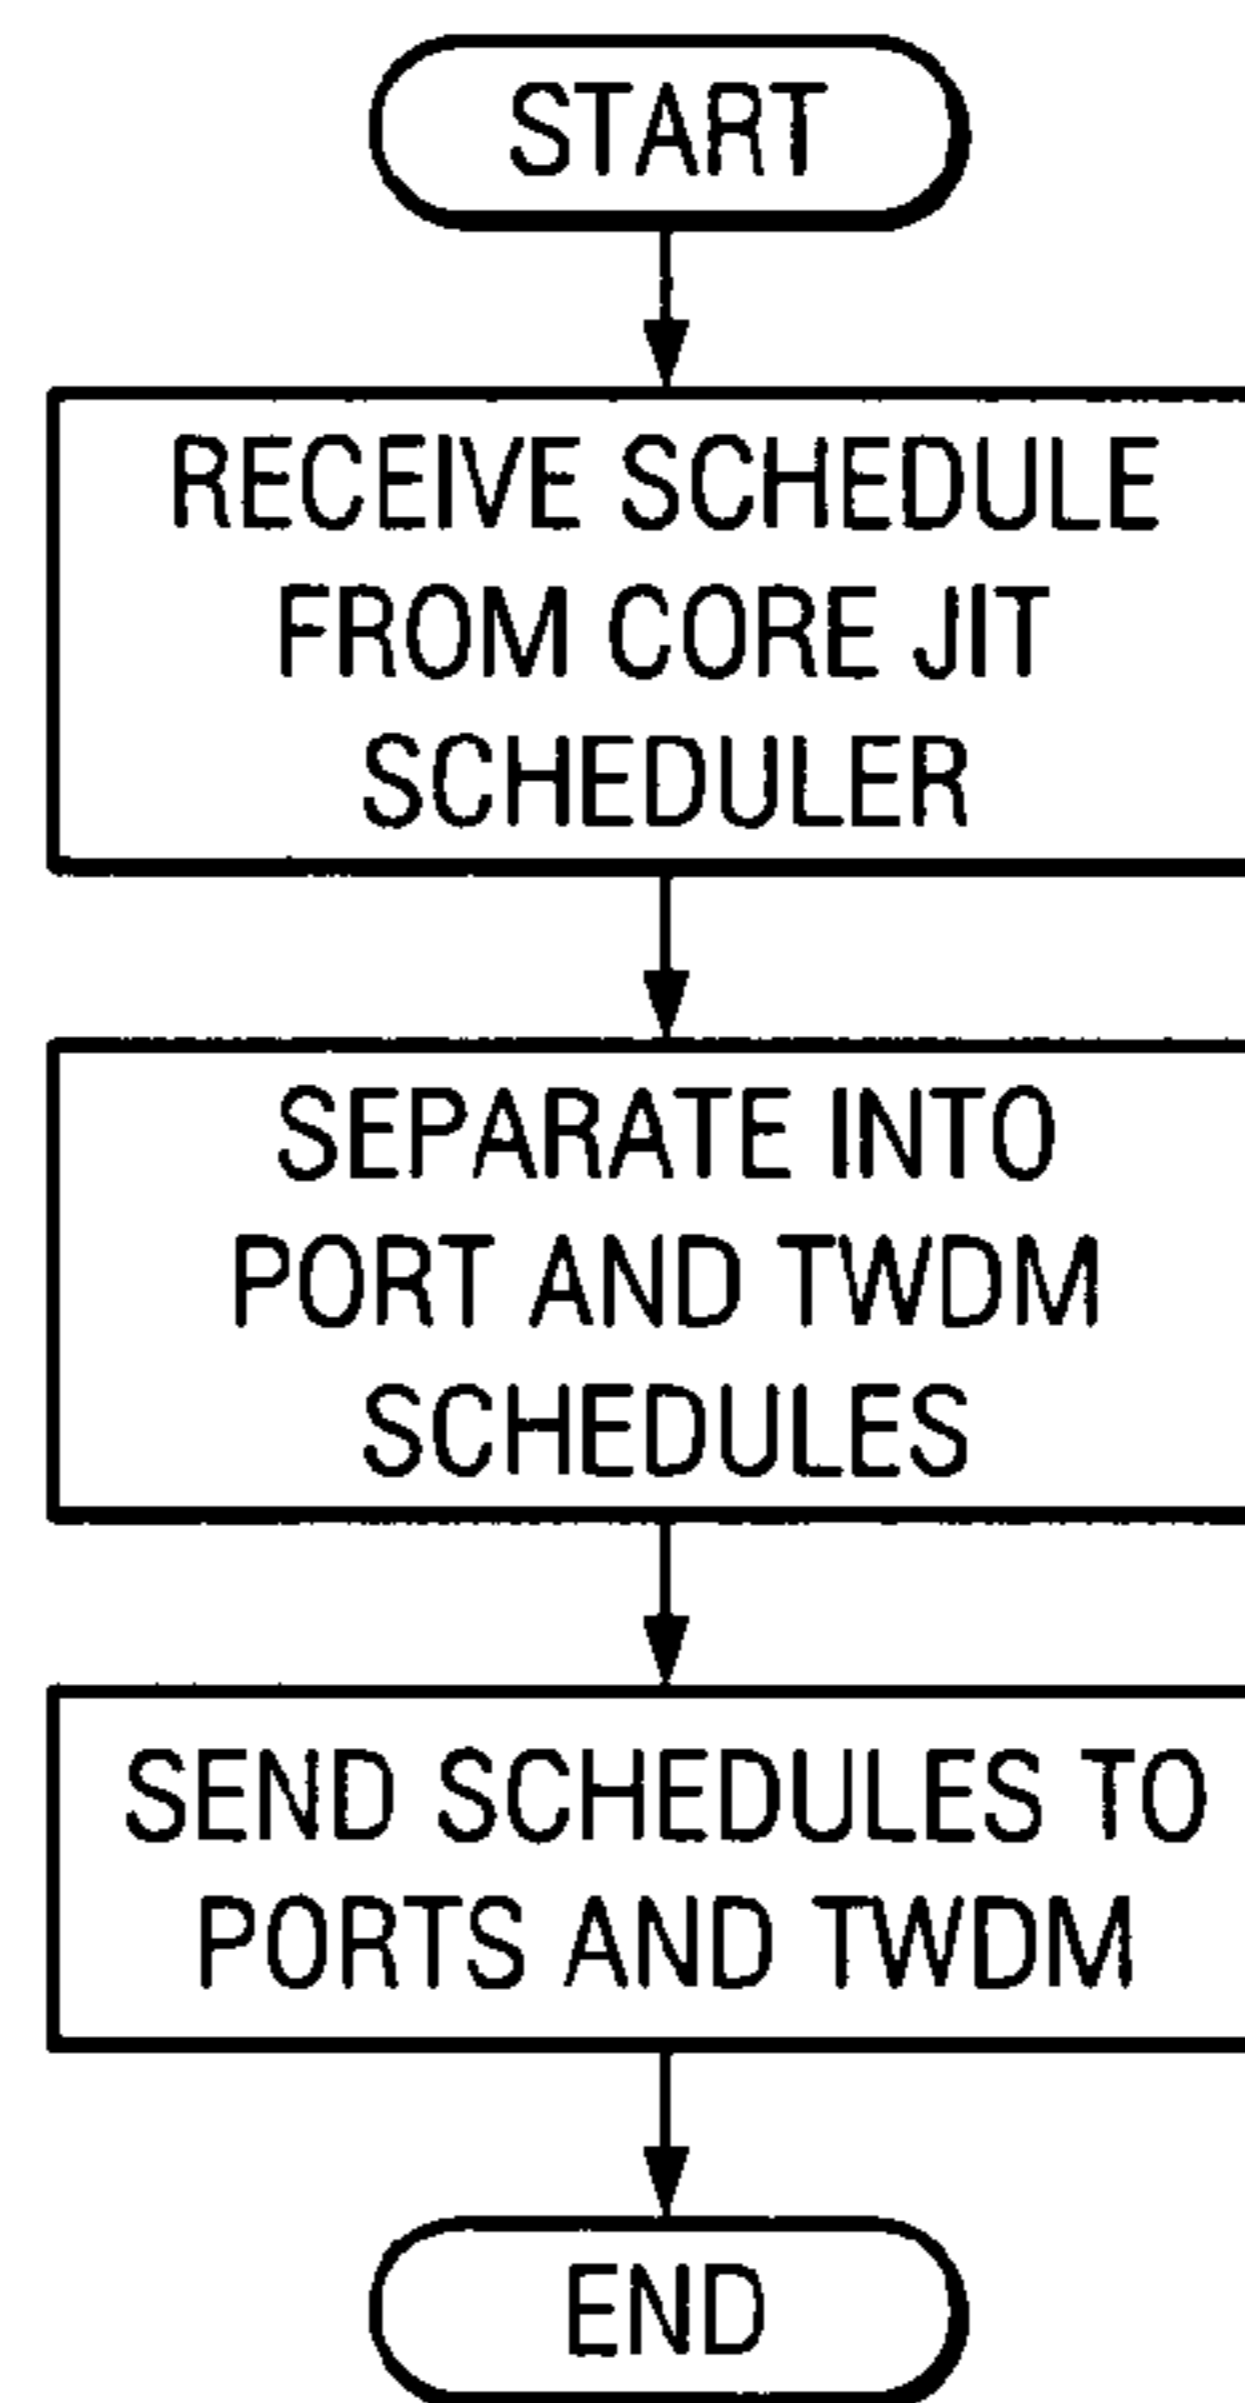 START
RECEIVE SCHEDULE
FROM CORE JIT
SCHEDULER
SEPARATE INTO
PORT AND TWDM
SCHEDULES
SEND SCHEDULES TO
PORTS AND TWDM
END